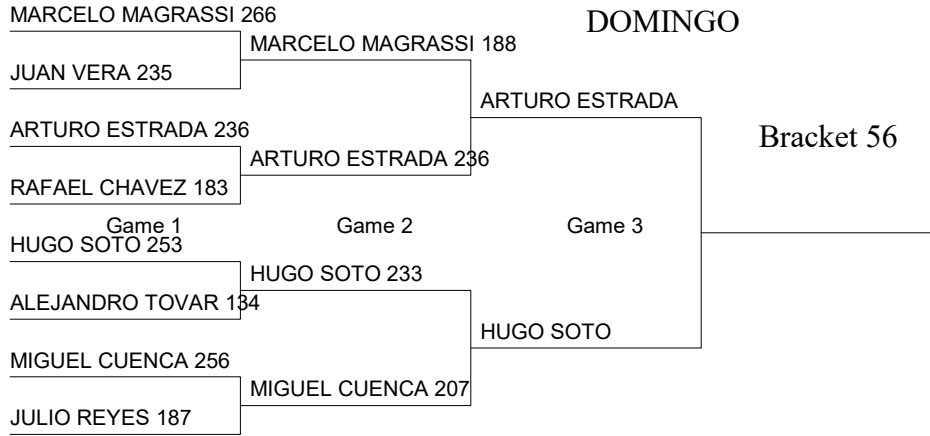 MARCELO MAGRASSI 266
DOMINGO
MARCELO MAGRASSI 188
JUAN VERA 235
ARTURO ESTRADA
ARTURO ESTRADA 236
Bracket 56
ARTURO ESTRADA 236
RAFAEL CHAVEZ 183
Game 1
Game 2
Game 3
HUGO SOTO 253
HUGO SOTO 233
ALEJANDRO TOVAR 134
HUGO SOTO
MIGUEL CUENCA 256
MIGUEL CUENCA 207
JULIO REYES 187